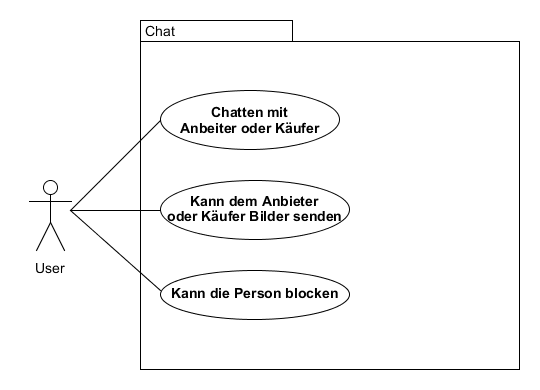 Chat
Chatten mit
Anbeiter oder Käufer
Kann dem Anbieter
oder Käufer Bilder senden
User
Kann die Person blocken